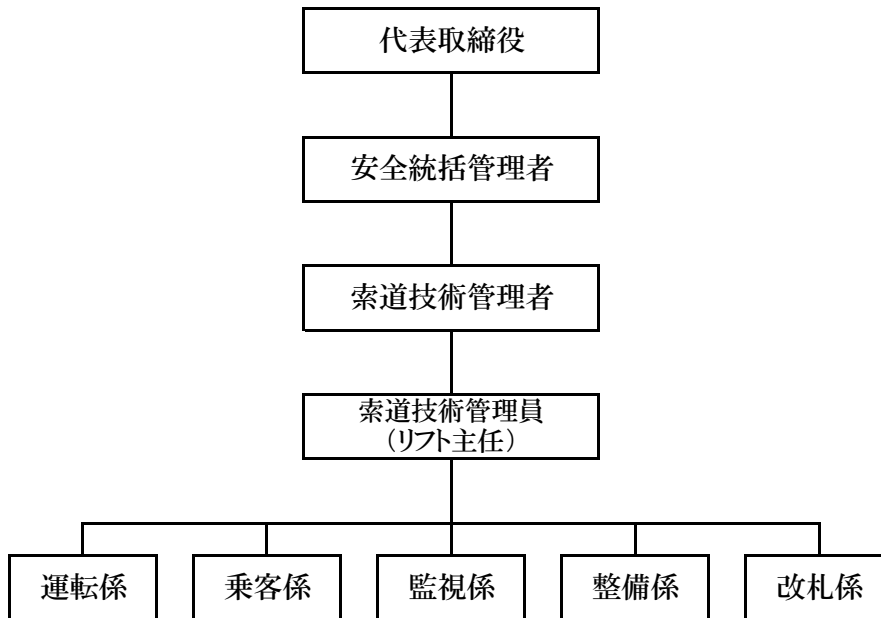 代表取締役
安全統括管理者
索道技術管理者
索道技術管理員
（リフト主任）
運転係
乗客係
監視係
整備係
改札係